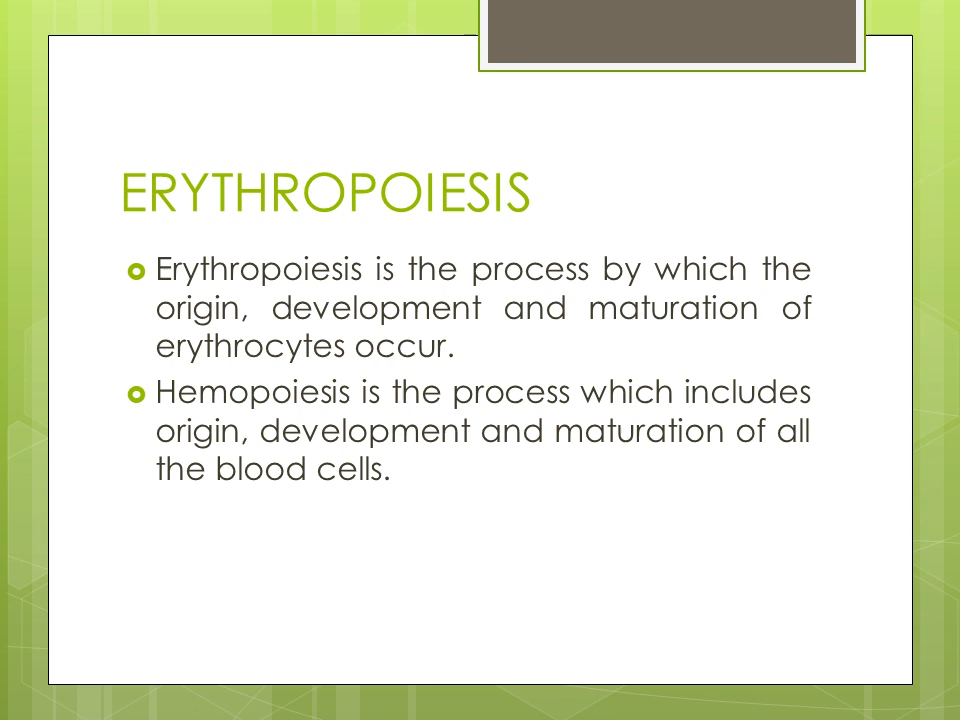 ERYTHROPOIESIS
Erythropoiesis is the process by which the
origin, development and maturation of
erythrocytes occur.
Hemopoiesis is the process which includes
origin, development and maturation of all
the blood cells.